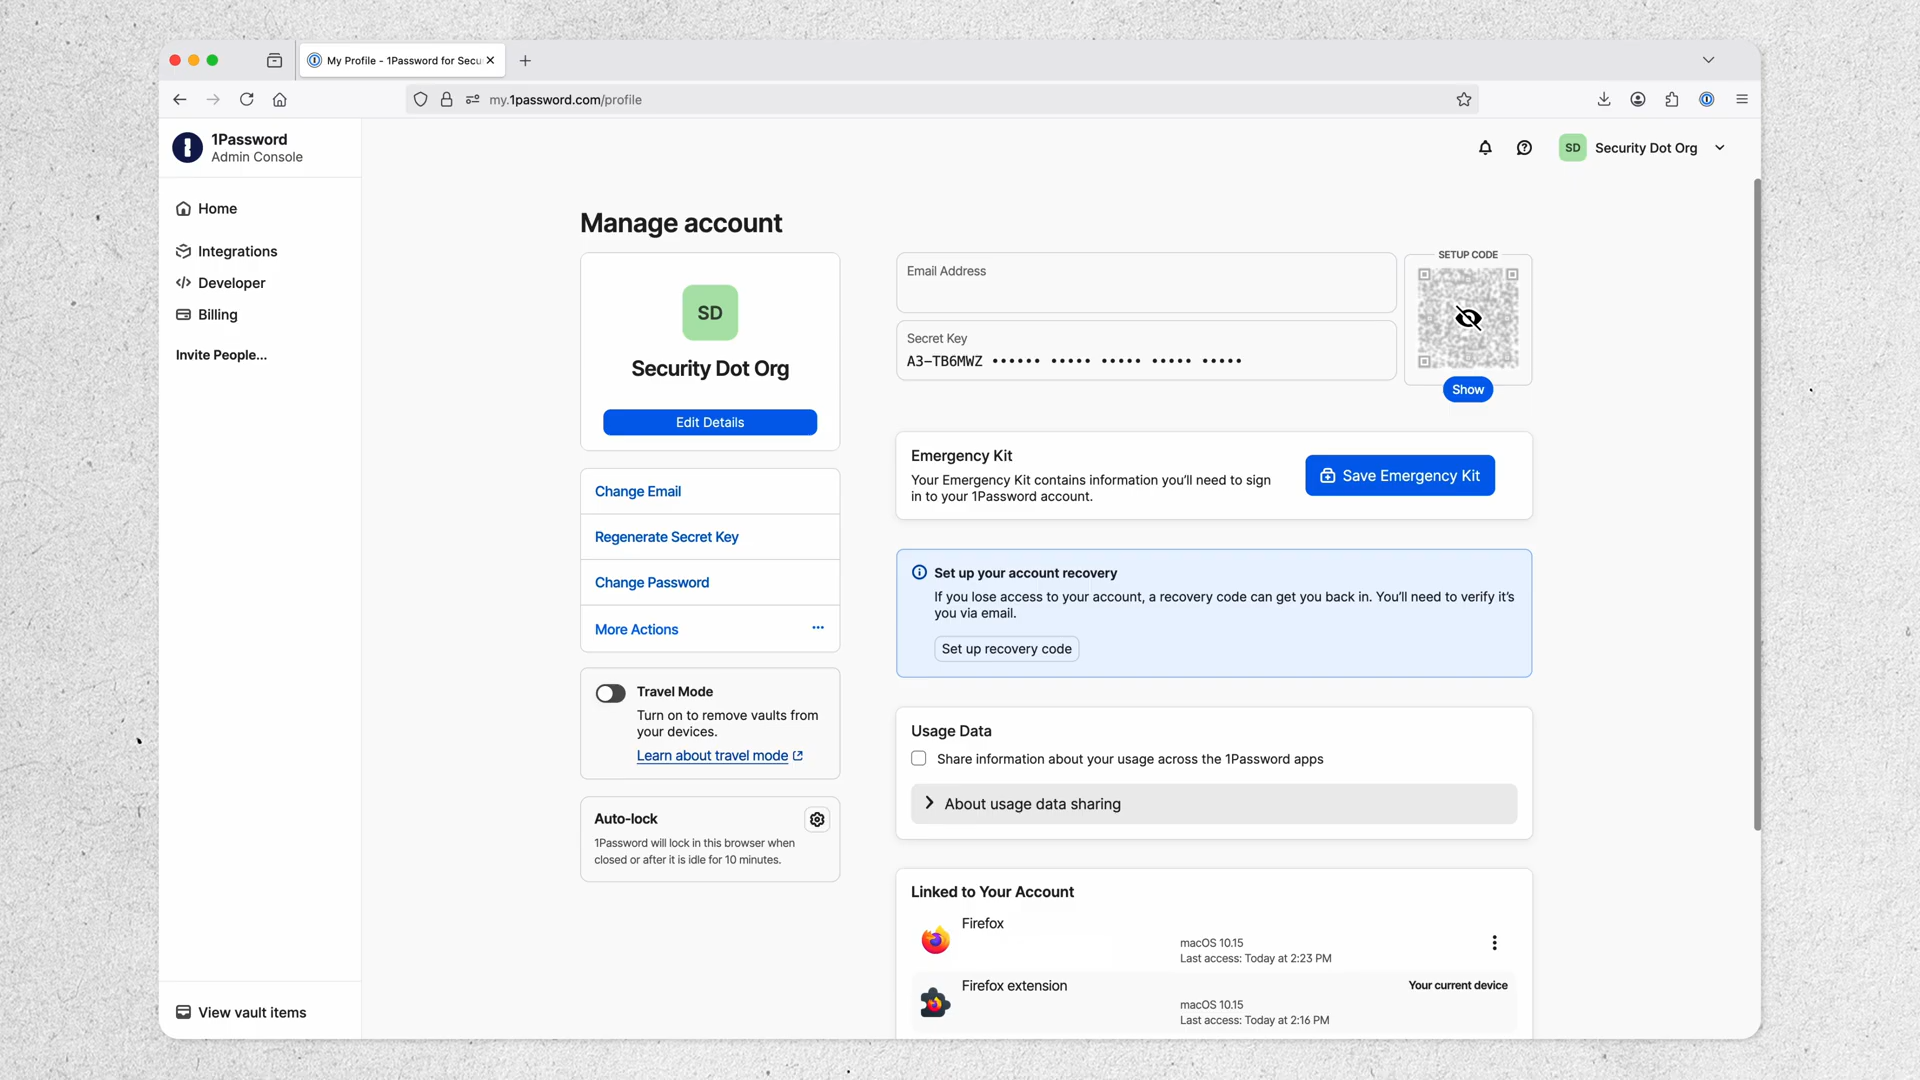 My Profile - 1Password for Secu
my.1password.com/profile
1Password
Admin Console
SD
Security Dot Org
Home
Integrations
Developer
Billing
Invite People...
View vault items
Manage account
SD
Security Dot Org
Edit Details
Change Email
Regenerate Secret Key
Change Password
More Actions
Travel Mode
Turn on to remove vaults from
your devices.
Learn about travel mode
Auto-lock
1Password will lock in this browser when
closed or after it is idle for 10 minutes.
Email Address
Secret Key
A3-TB6MWZ •••••• ••••• ••••• ••••• •••••
SETUP CODE
Show
Emergency Kit
Your Emergency Kit contains information you'll need to sign
in to your 1Password account.
Save Emergency Kit
Set up your account recovery
If you lose access to your account, a recovery code can get you back in. You'll need to verify it's
you via email.
Set up recovery code
Usage Data
Share information about your usage across the 1Password apps
About usage data sharing
Linked to Your Account
Firefox
macOS 10.15
Last access: Today at 2:23 PM
Firefox extension
Your current device
macOS 10.15
Last access: Today at 2:16 PM